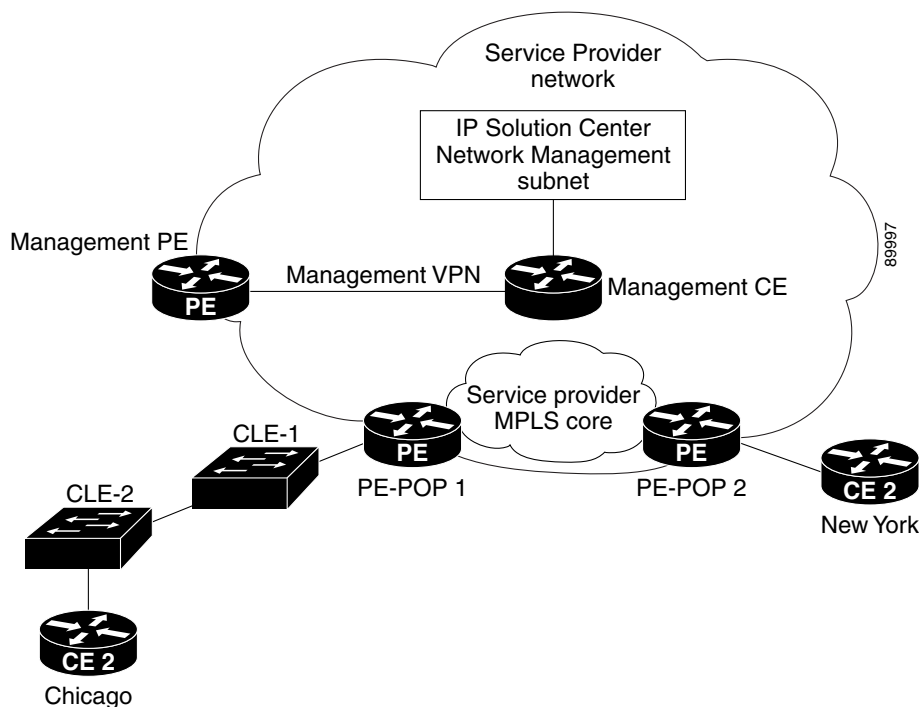 Service Provider
network
IP Solution Center
Network Management
subnet
Management PE
PE
Management VPN
Management CE
89997
Service provider
MPLS core
CLE-1
PE
PE
PE-POP 1
PE-POP 2
CLE-2
CE 2
New York
CE 2
Chicago